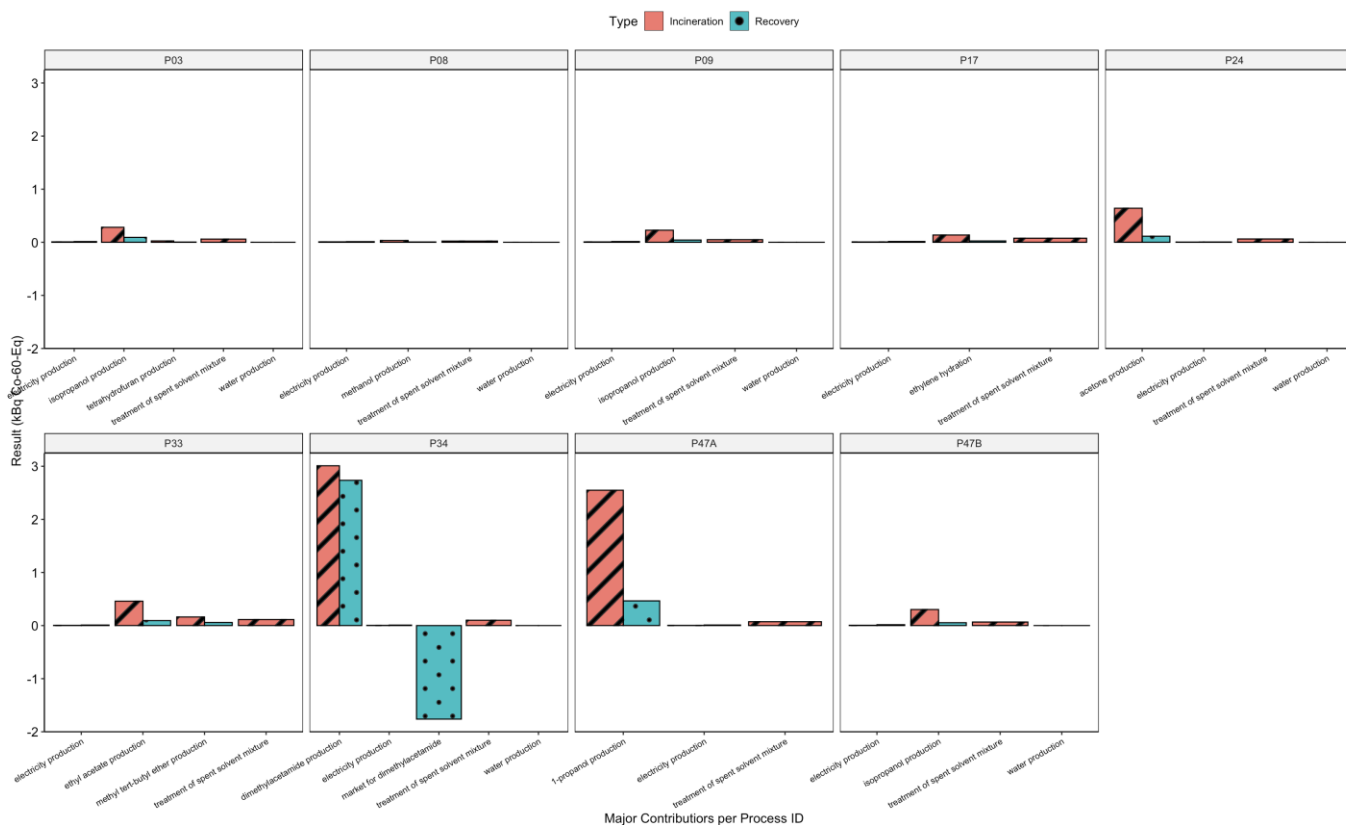 Type Incineration Recovery
P03 P08 P09 P17 P24
3
2
1
0
-1
-2
electricity production
isopropanol production
tetrahydrofuran production
treatment of spent solvent mixture
water production
electricity production
methanol production
treatment of spent solvent mixture
water production
electricity production
isopropanol production
treatment of spent solvent mixture
water production
electricity production
ethylene hydration
treatment of spent solvent mixture
acetone production
electricity production
treatment of spent solvent mixture
water production
Result (kBq Co-60-Eq)
P33 P34 P47A P47B
3
2
1
0
-1
-2
electricity production
ethyl acetate production
methyl tert-butyl ether production
treatment of spent solvent mixture
dimethylacetamide production
electricity production
market for dimethylacetamide
treatment of spent solvent mixture
water production
1-propanol production
electricity production
treatment of spent solvent mixture
electricity production
isopropanol production
treatment of spent solvent mixture
water production
Major Contributiors per Process ID